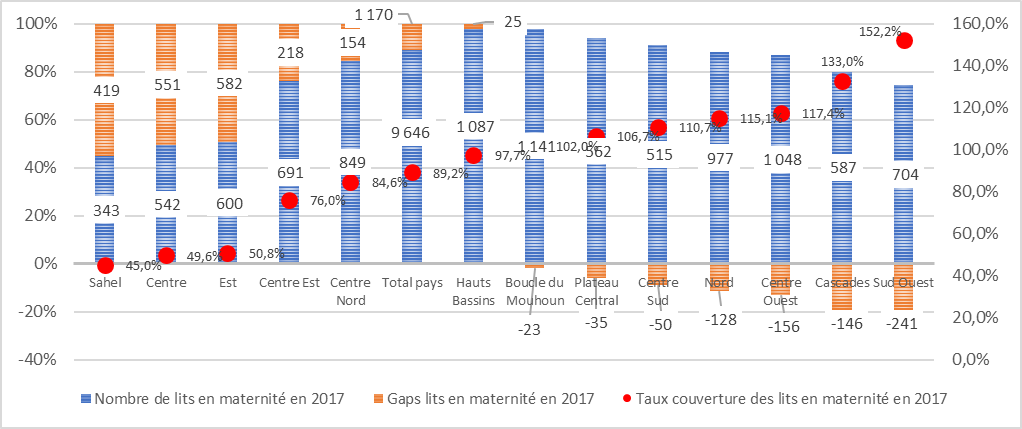 1 170
25
152,2%
100%
160,0%
218
154
133,0%
140,0%
80%
419
551
582
120,0%
60%
9 646
1 087
1 141
102,0%
106,7%
110,7%
115,1%
117,4%
97,7%
562
515
977
1 048
587
704
100,0%
40%
691
849
84,6%
89,2%
76,0%
80,0%
343
542
600
20%
45,0%
49,6%
50,8%
60,0%
0%
Sahel
Centre
Est
Centre Est
Centre
Nord
Total pays
Hauts
Bassins
Boucle du
Mouhoun
Plateau
Central
Centre
Sud
Nord
Centre
Ouest
Cascades
Sud Ouest
40,0%
-20%
-23
-35
-50
-128
-156
-146
-241
20,0%
-40%
0,0%
Nombre de lits en maternité en 2017
Gaps lits en maternité en 2017
Taux couverture des lits en maternité en 2017